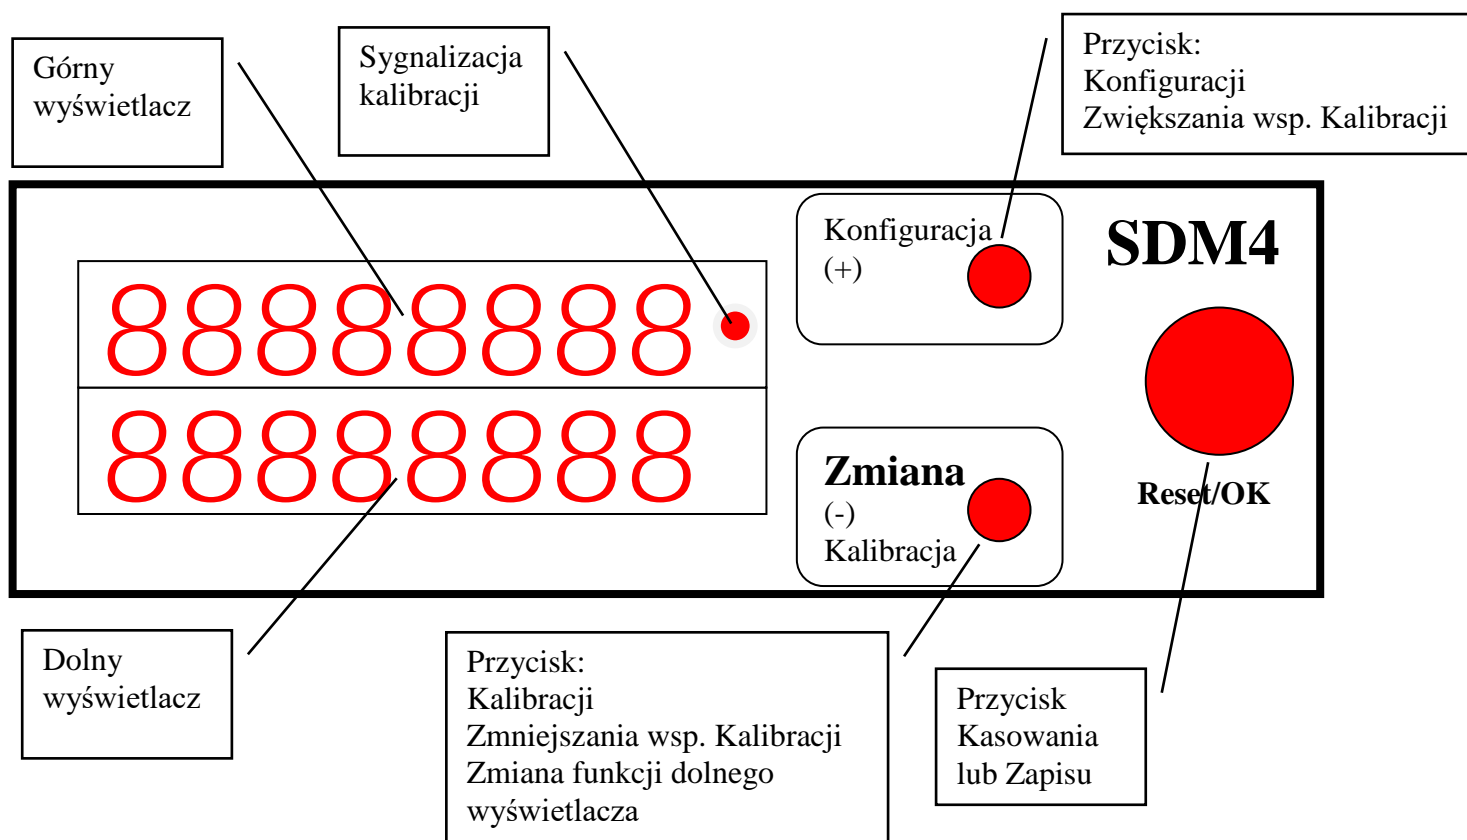 Górny
wyświetlacz
Sygnalizacja
kalibracji
Przycisk:
Konfiguracji
Zwiększania wsp. Kalibracji
Konfiguracja
(+)
SDM4
88888888
88888888
Zmiana
(-)
Kalibracja
Reset/OK
Dolny
wyświetlacz
Przycisk:
Kalibracji
Zmniejszania wsp. Kalibracji
Zmiana funkcji dolnego
wyświetlacza
Przycisk
Kasowania
lub Zapisu